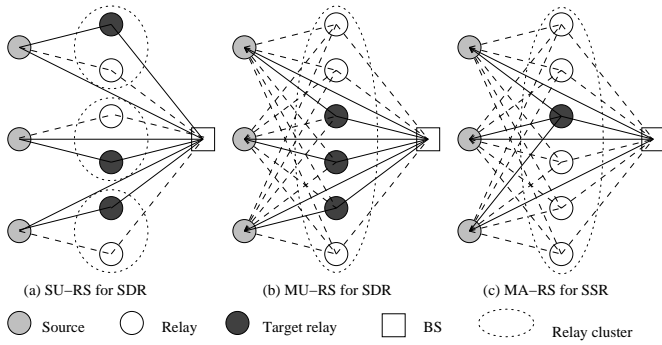 BS
(a) SU−RS for SDR (b) MU−RS for SDR (c) MA−RS for SSR
Source Relay Target relay BS Relay cluster